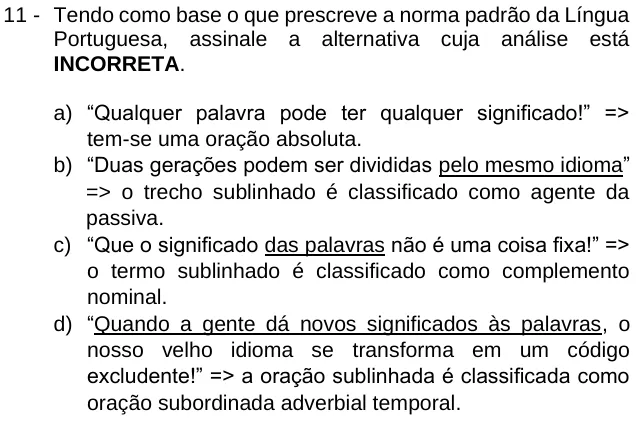 11 - Tendo como base o que prescreve a norma padrão da Língua
Portuguesa, assinale a alternativa cuja análise está
INCORRETA.
a) “Qualquer palavra pode ter qualquer significado!” =>
tem-se uma oração absoluta.
b) “Duas gerações podem ser divididas pelo mesmo idioma”
=> o trecho sublinhado é classificado como agente da
passiva.
c) “Que o significado das palavras não é uma coisa fixa!” =>
o termo sublinhado é classificado como complemento
nominal.
d) “Quando a gente dá novos significados às palavras, o
nosso velho idioma se transforma em um código
excludente!” => a oração sublinhada é classificada como
oração subordinada adverbial temporal.